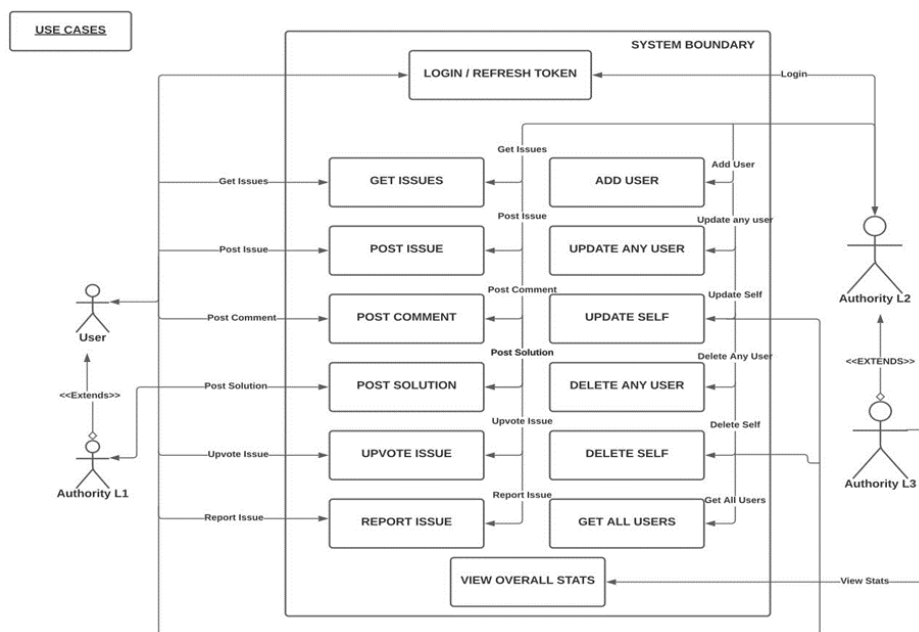 USE CASES
SYSTEM BOUNDARY
LOGIN / REFRESH TOKEN
Login
Get Issues
Add User
Get Issues
GET ISSUES
ADD USER
Post Issue
Update any user
Post Issue
POST ISSUE
UPDATE ANY USER
Authority L2
Post Comment
Update Self
Post Comment
POST COMMENT
UPDATE SELF
User
Post Solution
Delete Any User
<<EXTENDS>>
<<Extends>>
Post Solution
POST SOLUTION
DELETE ANY USER
Upvote Issue
Delete Self
Upvote Issue
UPVOTE ISSUE
DELETE SELF
Authority L1
Authority L3
Report Issue
Get All Users
Report Issue
REPORT ISSUE
GET ALL USERS
VIEW OVERALL STATS
View Stats